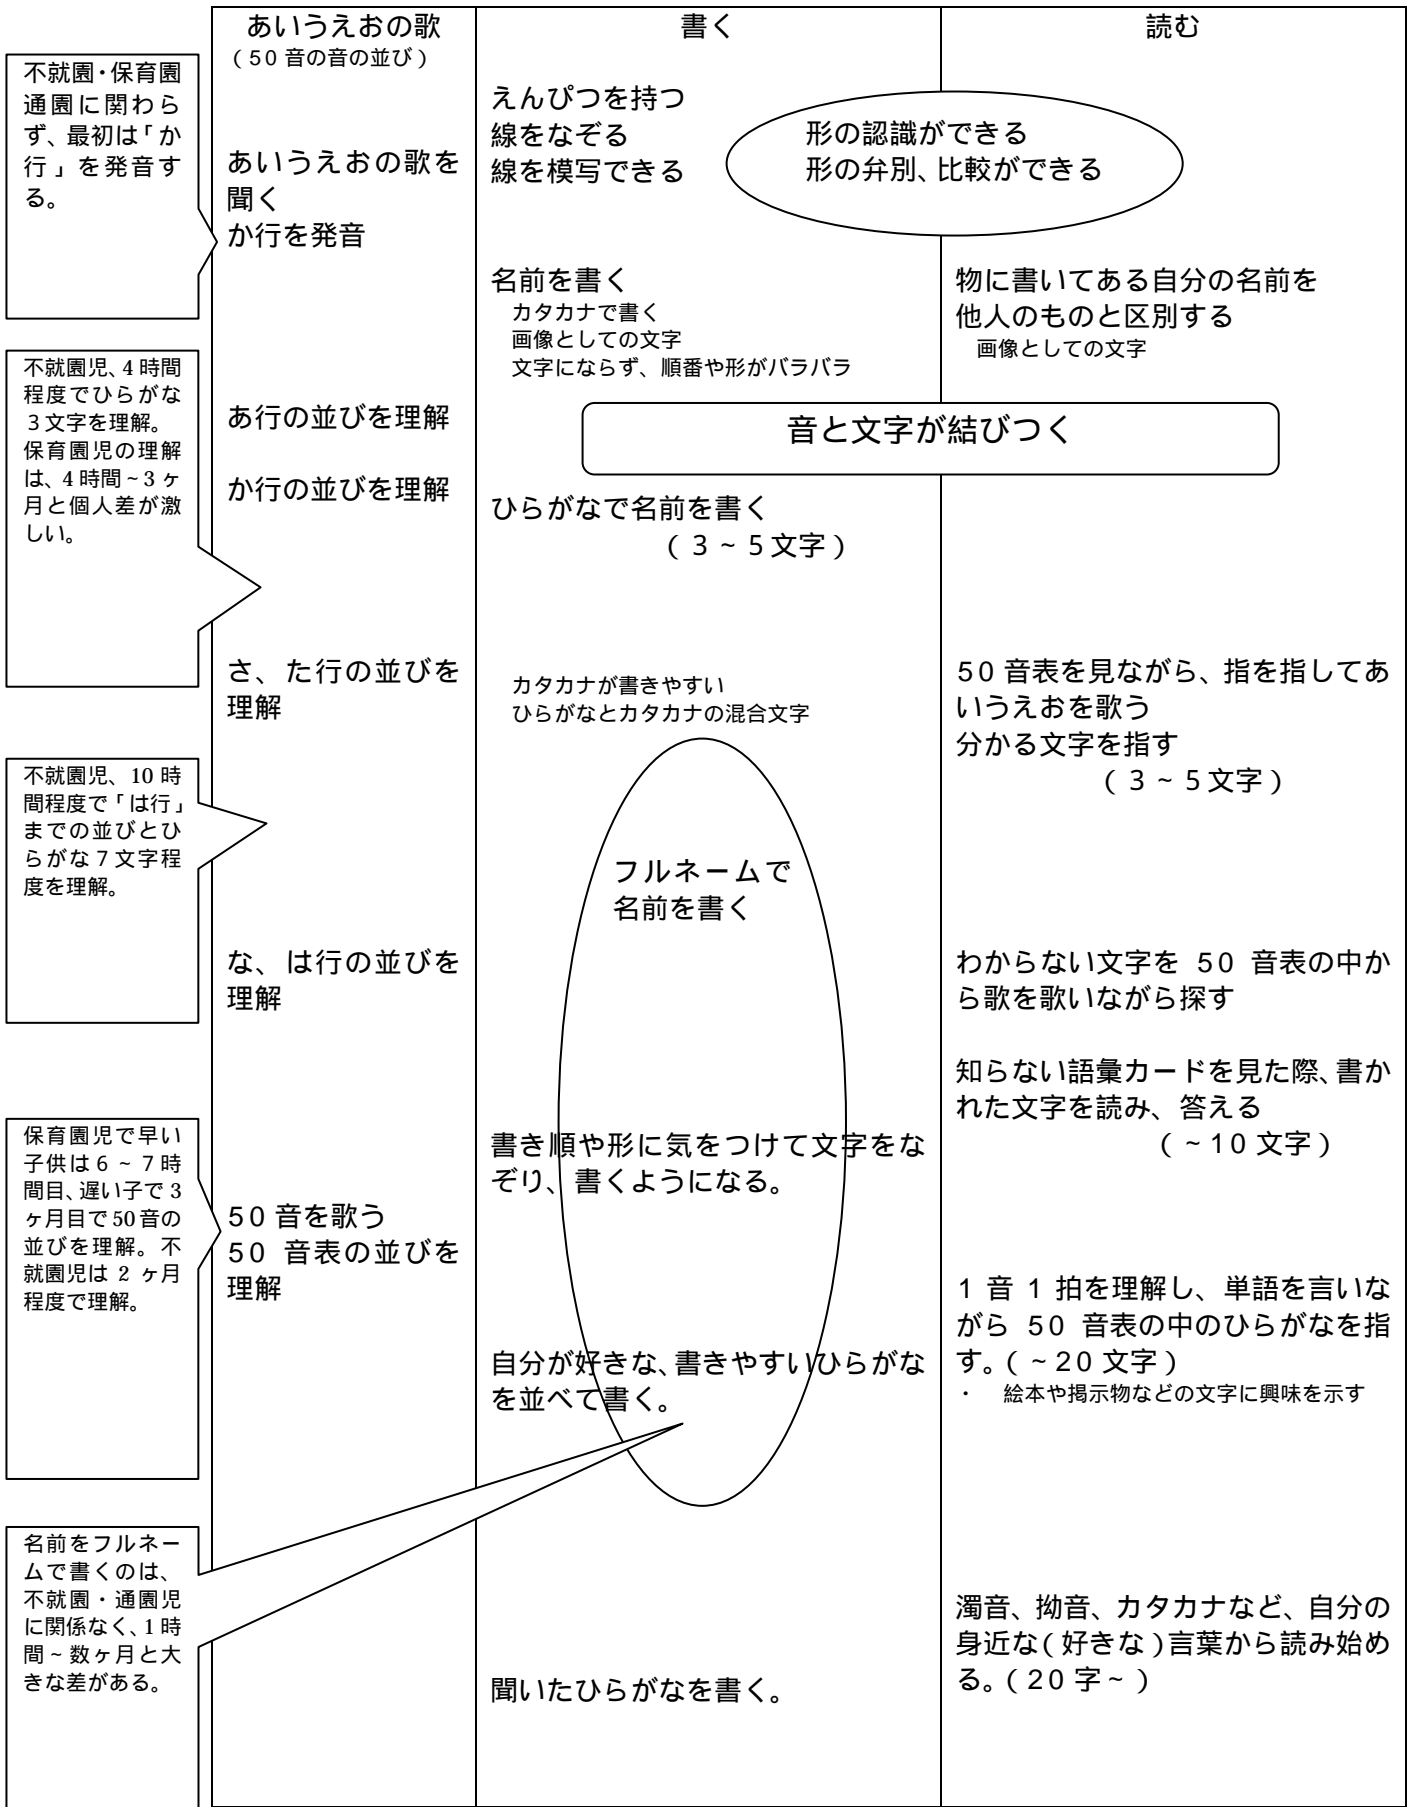 あいうえおの歌
(50音の音の並び)
書く
読む
不就園・保育園
通園に関わら
ず、最初は「か
行」を発音す
る。
あいうえおの歌を
聞く
か行を発音
えんぴつを持つ
線をなぞる
線を模写できる
形の認識ができる
形の弁別、比較ができる
名前を書く
カタカナで書く
画像としての文字
文字にならず、順番や形がバラバラ
物に書いてある自分の名前を
他人のものと区別する
画像としての文字
不就園児、4時間
程度でひらがな
3文字を理解。
保育園児の理解
は、4時間~3ヶ
月と個人差が激
しい。
あ行の並びを理解
か行の並びを理解
音と文字が結びつく
ひらがなで名前を書く
(3~5文字)
さ、た行の並びを
理解
カタカナが書きやすい
ひらがなとカタカナの混合文字
50音表を見ながら、指を指してあ
いうえおを歌う
分かる文字を指す
(3~5文字)
不就園児、10時
間程度で「は行」
までの並びとひ
らがな7文字程
度を理解。
フルネームで
名前を書く
な、は行の並びを
理解
わからない文字を 50 音表の中か
ら歌を歌いながら探す
知らない語彙カードを見た際、書か
れた文字を読み、答える
(~10文字)
保育園児で早い
子供は6~7時
間目、遅い子で3
ヶ月目で50音の
並びを理解。不
就園児は 2 ヶ月
程度で理解。
書き順や形に気をつけて文字をな
ぞり、書くようになる。
50音を歌う
50 音表の並びを
理解
1 音 1 拍を理解し、単語を言いな
がら 50 音表の中のひらがなを指
す。(~20文字)
・ 絵本や掲示物などの文字に興味を示す
自分が好きな、書きやすいひらがな
を並べて書く。
名前をフルネー
ムで書くのは、
不就園・通園児
に関係なく、1時
間~数ヶ月と大
きな差がある。
濁音、拗音、カタカナなど、自分の
身近な(好きな)言葉から読み始め
る。(20字~)
聞いたひらがなを書く。